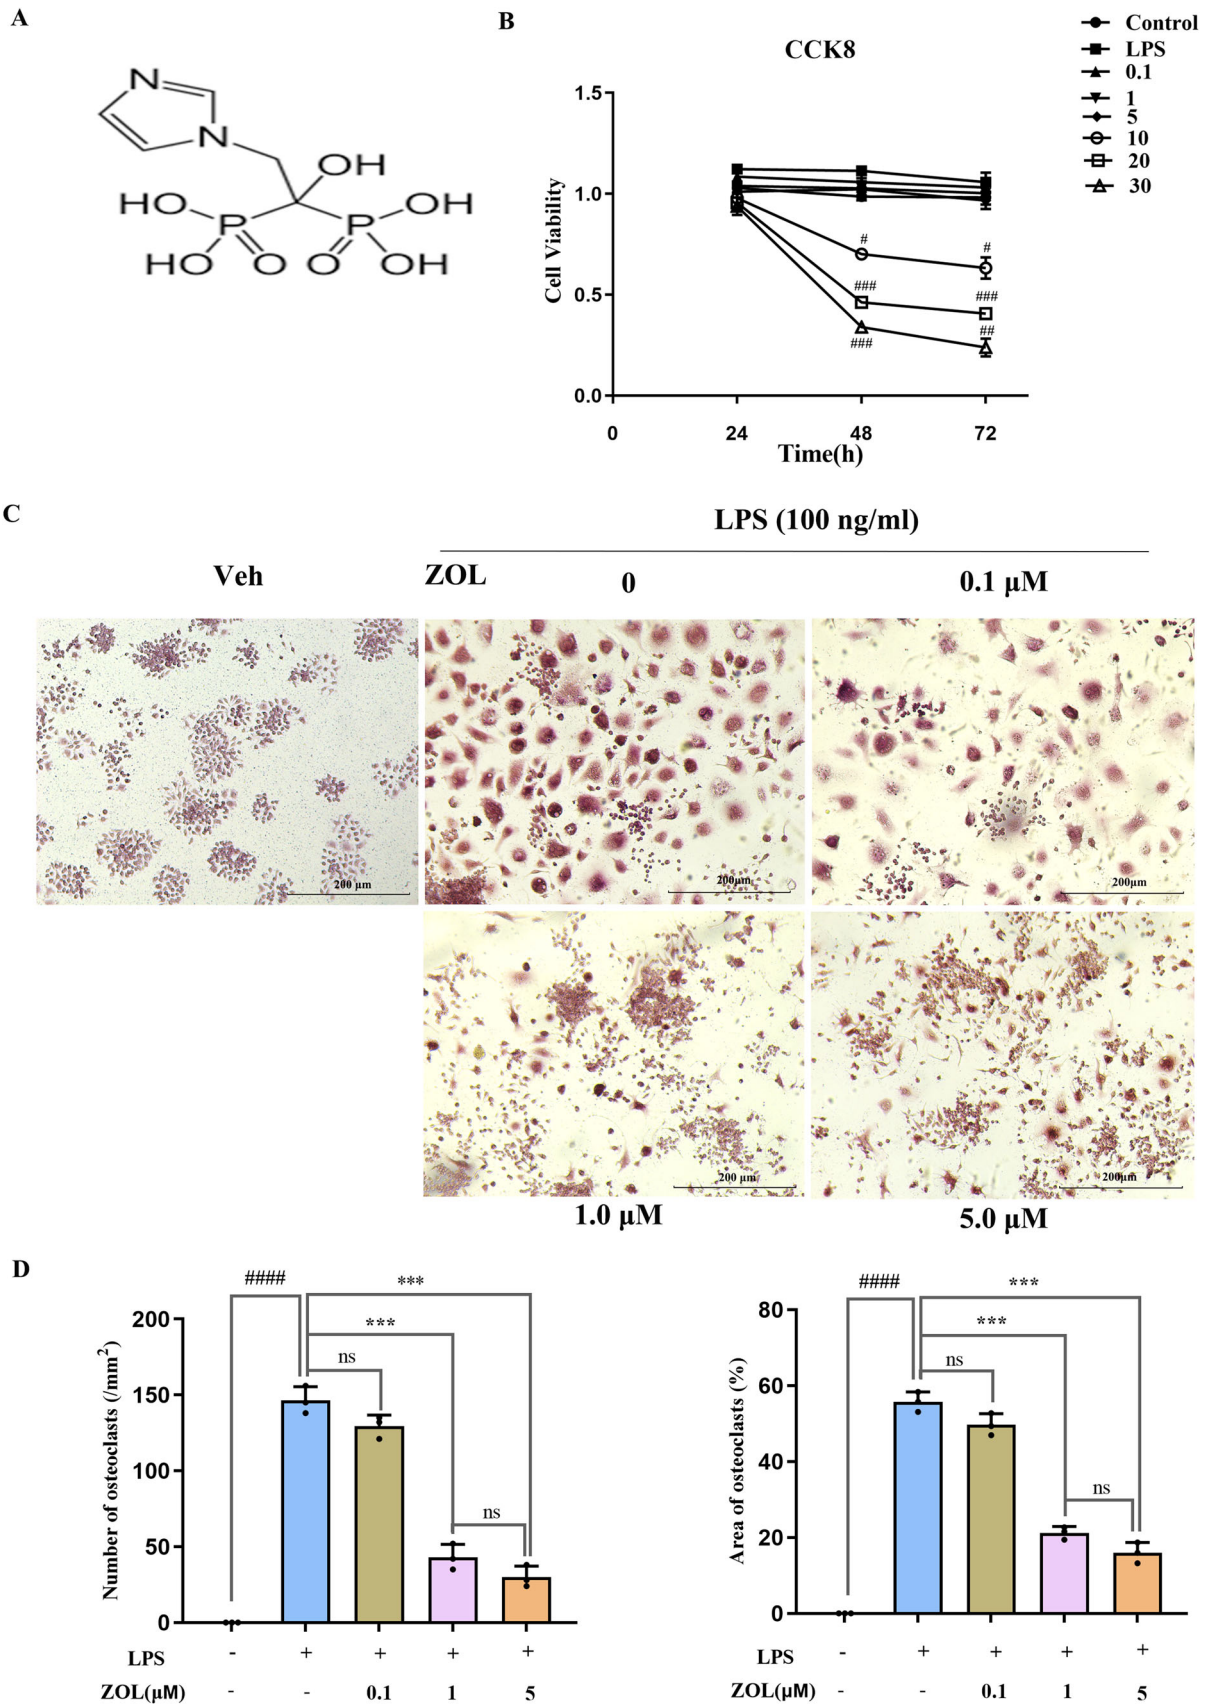 A
N
N
OH
HO
P
P
OH
HO
O
O
OH
B
CCK8
Control
LPS
0.1
1
5
10
20
30
Cell Viability
1.5
1.0
0.5
0.0
#
#
###
###
###
##
0
24
48
72
Time(h)
C
LPS (100 ng/ml)
Veh
ZOL
0
0.1 μM
200 μm
200μm
200μm
200 μm
200μm
1.0 μM
5.0 μM
D
####
***
***
ns
ns
Number of osteoclasts (/mm2)
200
150
100
50
0
LPS
-
+
+
+
+
ZOL(μM)
-
-
0.1
1
5
####
***
***
ns
ns
Area of osteoclasts (%)
80
60
40
20
0
LPS
-
+
+
+
+
ZOL(μM)
-
-
0.1
1
5